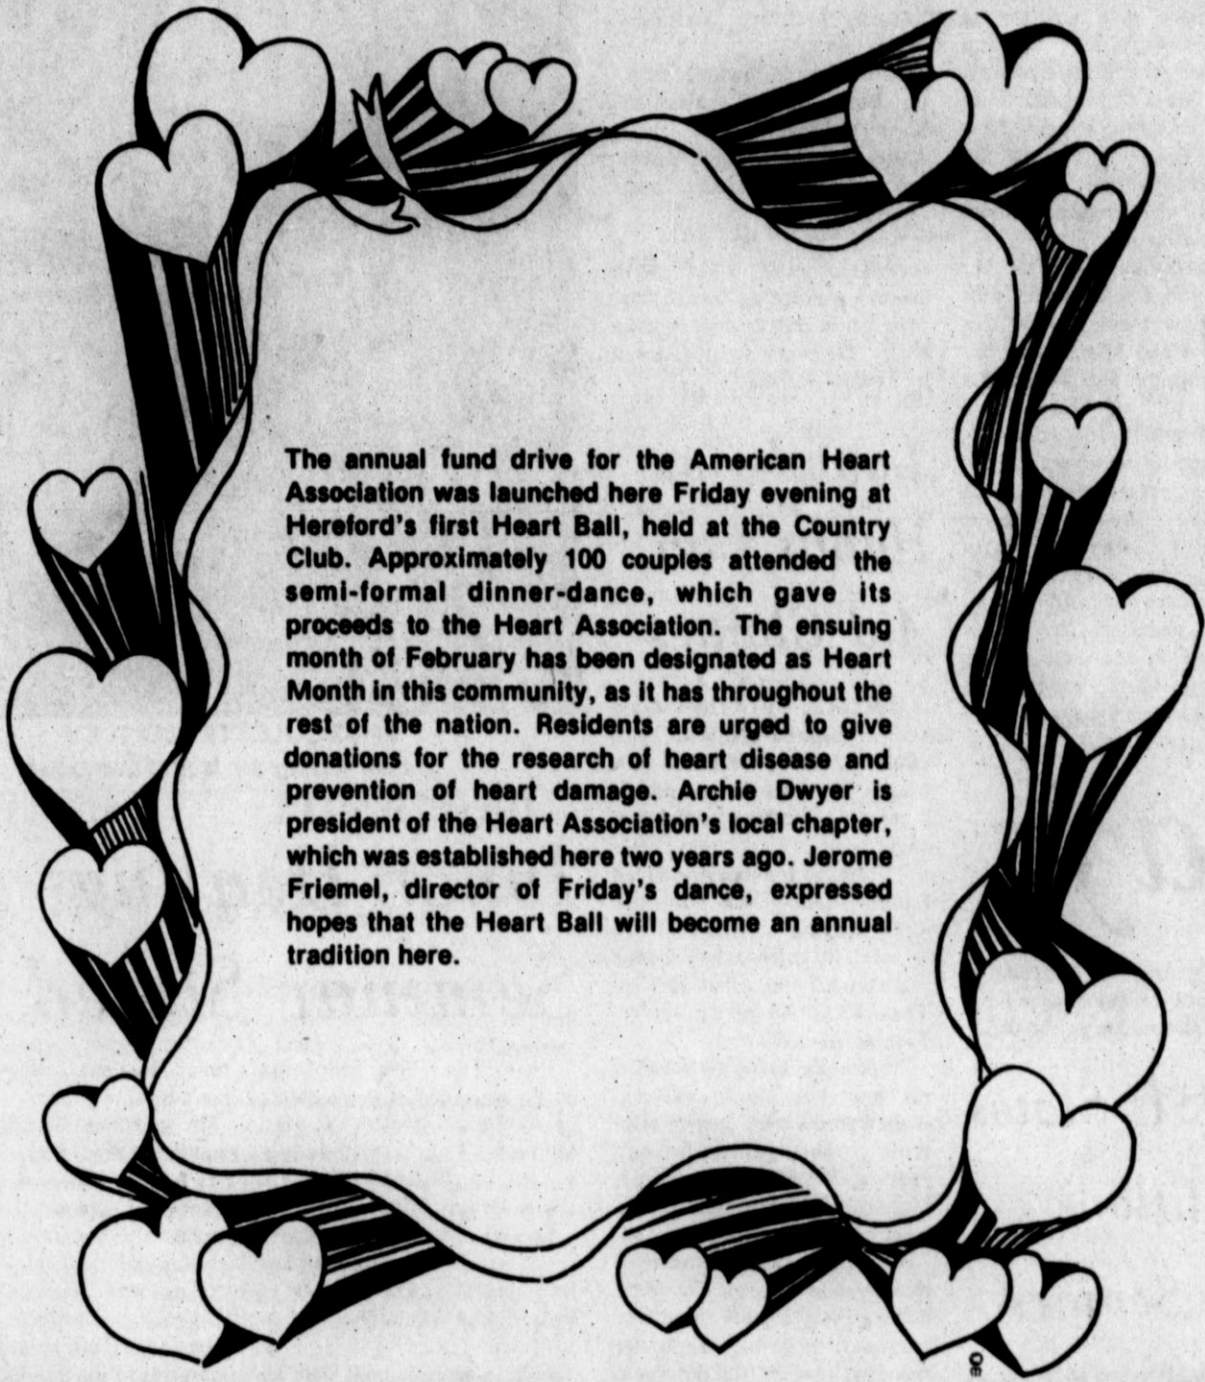 The annual fund drive for the American Heart
Association was launched here Friday evening at
Hereford's first Heart Ball, held at the Country
Club. Approximately 100 couples attended the
semi-formal dinner-dance, which gave its
proceeds to the Heart Association. The ensuing
month of February has been designated as Heart
Month in this community, as it has throughout the
rest of the nation. Residents are urged to give
donations for the research of heart disease and
prevention of heart damage. Archie Dwyer is
president of the Heart Association's local chapter,
which was established here two years ago. Jerome
Friemel, director of Friday's dance, expressed
hopes that the Heart Ball will become an annual
tradition here.